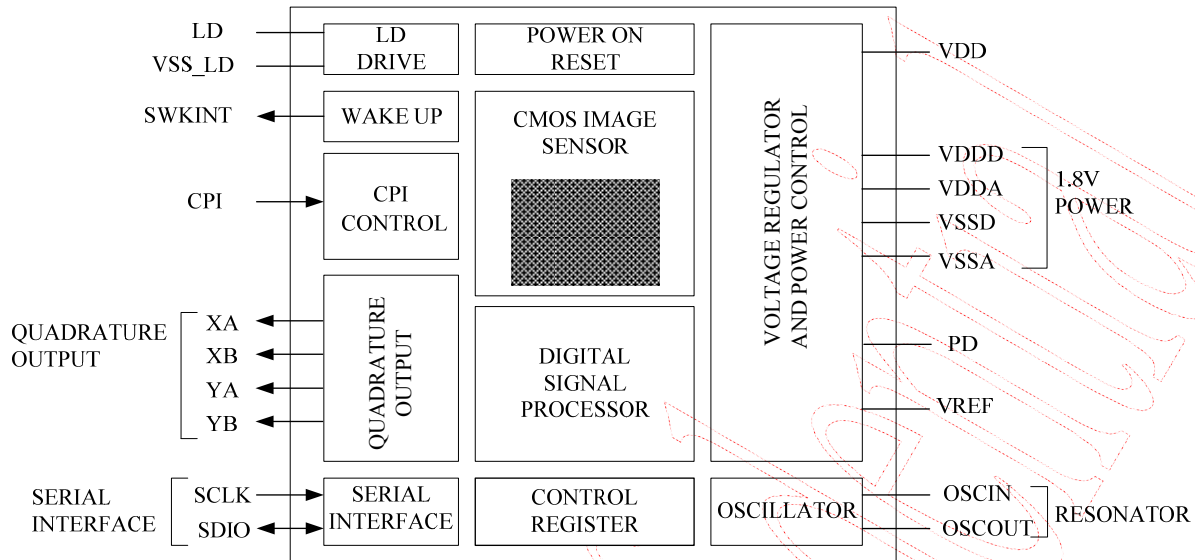 LD
VSS_LD
SWKINT
CPI
QUADRATURE
OUTPUT
XA
XB
YA
YB
SERIAL
INTERFACE
SCLK
SDIO
LD
DRIVE
WAKE UP
CPI
CONTROL
QUADRATURE
OUTPUT
SERIAL
INTERFACE
POWER ON
RESET
CMOS IMAGE
SENSOR
DIGITAL
SIGNAL
PROCESSOR
CONTROL
REGISTER
VOLTAGE REGULATOR
AND POWER CONTROL
OSCILLATOR
VDD
VDDD
VDDA
VSSD
VSSA
1.8V
POWER
PD
VREF
OSCIN
OSCOUT
RESONATOR